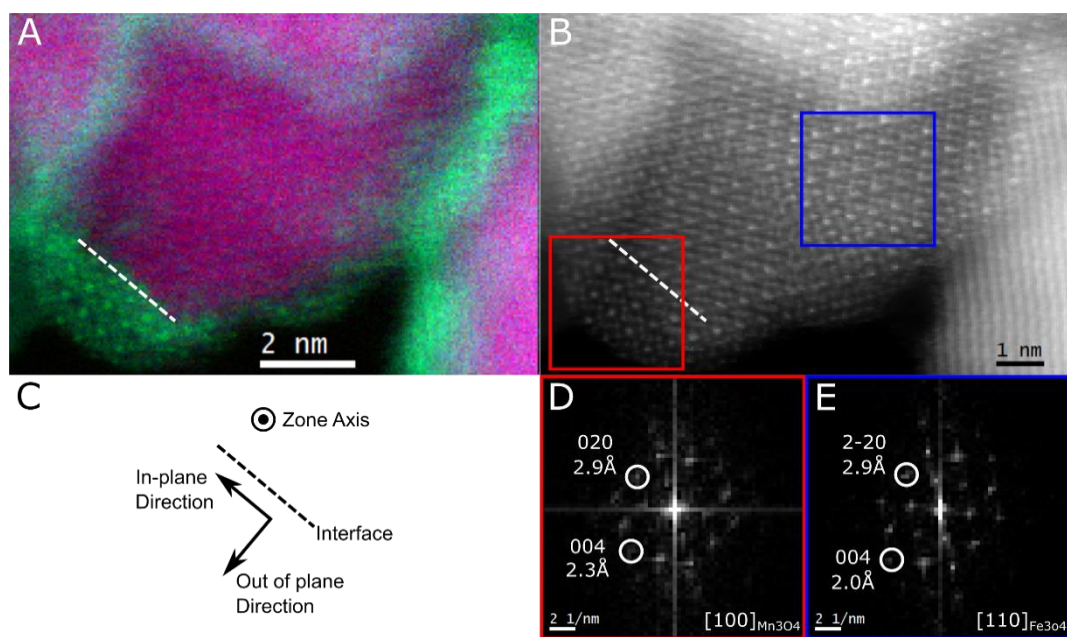 A
B
2 nm
1 nm
C
Zone Axis
In-plane
Direction
Interface
Out of plane
Direction
D
020
2.9Å
004
2.3Å
2 1/nm
[100]Mn3O4
E
2-20
2.9Å
004
2.0Å
2 1/nm
[110]Fe3o4